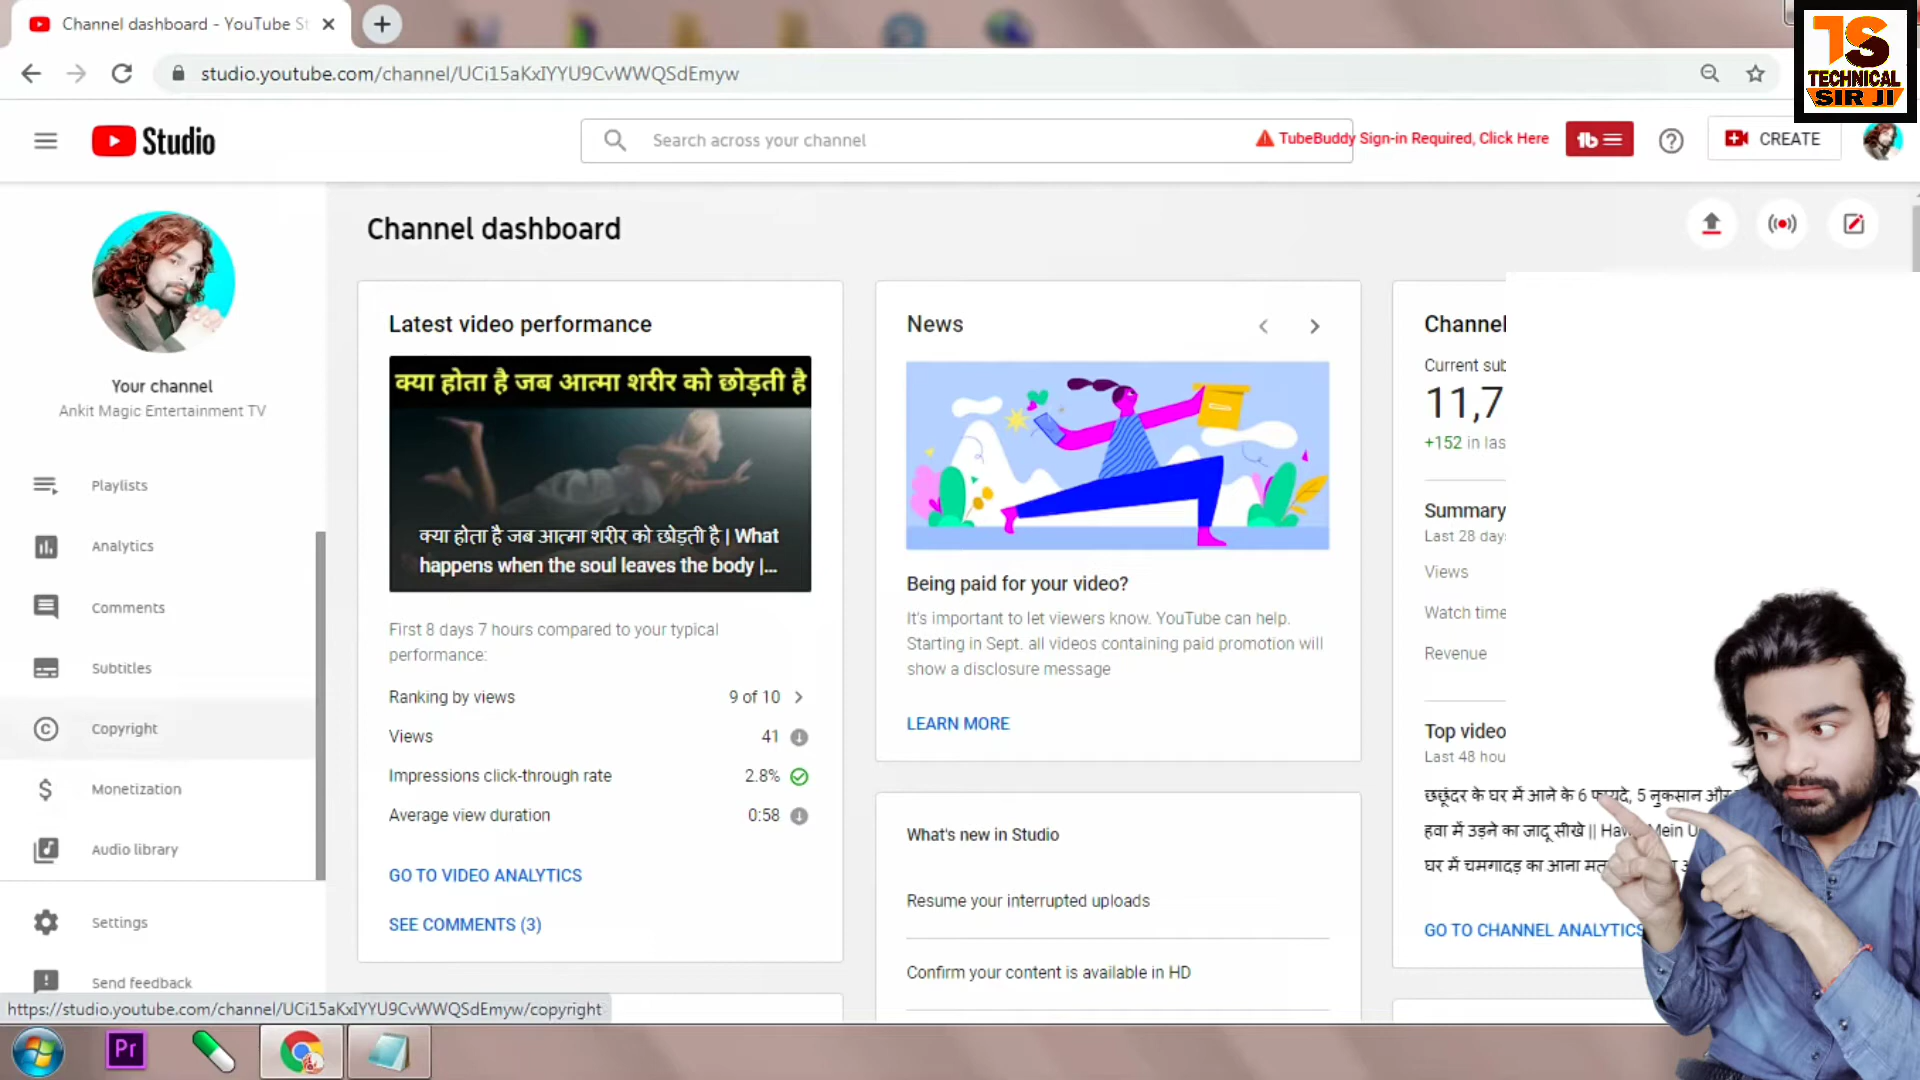 Channel dashboard - YouTube St
studio.youtube.com/channel/UCi15aKxIYYU9CvWWQSdEmyw
TS
TECHNICAL
SIR JI
Studio
Search across your channel
TubeBuddy Sign-in Required, Click Here
tb
CREATE
Channel dashboard
Your channel
Ankit Magic Entertainment TV
Playlists
Analytics
Comments
Subtitles
Copyright
Monetization
Audio library
Settings
Send feedback
Latest video performance
क्या होता है जब आत्मा शरीर को छोड़ती है
क्या होता है जब आत्मा शरीर को छोड़ती है | What
happens when the soul leaves the body |...
First 8 days 7 hours compared to your typical
performance:
Ranking by views 9 of 10
Views 41
Impressions click-through rate 2.8%
Average view duration 0:58
GO TO VIDEO ANALYTICS
SEE COMMENTS (3)
News
Being paid for your video?
It's important to let viewers know. YouTube can help.
Starting in Sept. all videos containing paid promotion will
show a disclosure message
LEARN MORE
What's new in Studio
Resume your interrupted uploads
Confirm your content is available in HD
Channel
Current sub
11,7
+152 in las
Summary
Last 28 day
Views
Watch time
Revenue
Top video
Last 48 hou
छछूंदर के घर में आने के 6 फायदे, 5 नुकसान और
हवा में उड़ने का जादू सीखे || Mein U
घर में चमगादड़ का आना
GO TO CHANNEL ANALYTICS
https://studio.youtube.com/channel/UCi15aKxIYYU9CvWWQSdEmyw/copyright
Pr